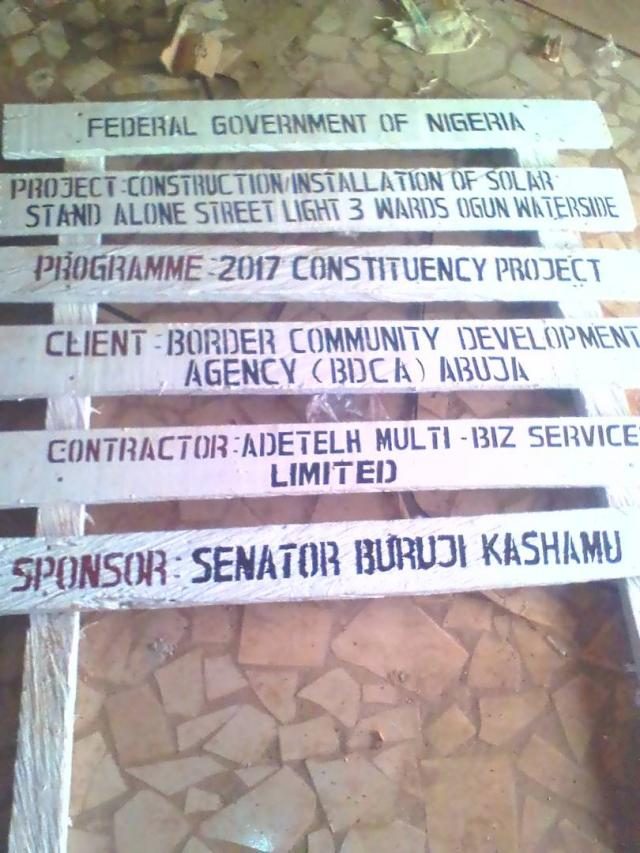 FEDERAL GOVERNMENT OF NIGERIA
PROJECT:CONSTRUCTION/INSTALLATION OF SOLAR
STAND ALONE STREET LIGHT 3 WARDS OGUN WATERSIDE
PROGRAMME:2017 CONSTITUENCY PROJECT
CLIENT:BORDER COMMUNITY DEVELOPMENT
AGENCY (BDCA) ABUJA
CONTRACTOR:ADETELH MULTI-BIZ SERVICE
LIMITED
SPONSOR: SENATOR BURUJI KASHAMU